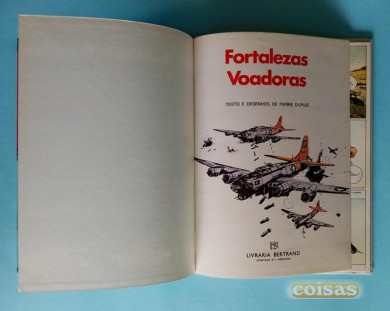 Fortalezas
Voadoras
TEXTO E DESENHOS DE PIERRE DUPUIS
LIVRARIA BERTRAND
coisas